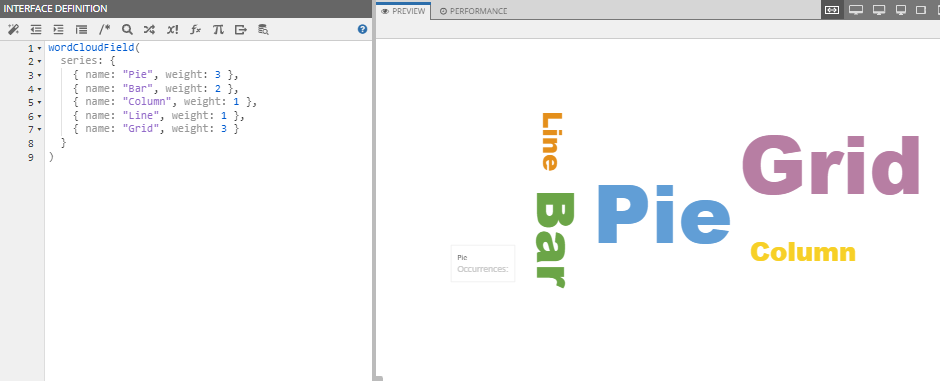 INTERFACE DEFINITION
PREVIEW PERFORMANCE
/* x! fx π ?
1 wordCloudField(
2 series: {
3 { name: "Pie", weight: 3 },
4 { name: "Bar", weight: 2 },
5 { name: "Column", weight: 1 },
6 { name: "Line", weight: 1 },
7 { name: "Grid", weight: 3 }
8 }
9 )
Line
Bar
Pie
Grid
Column
Pie
Occurrences: